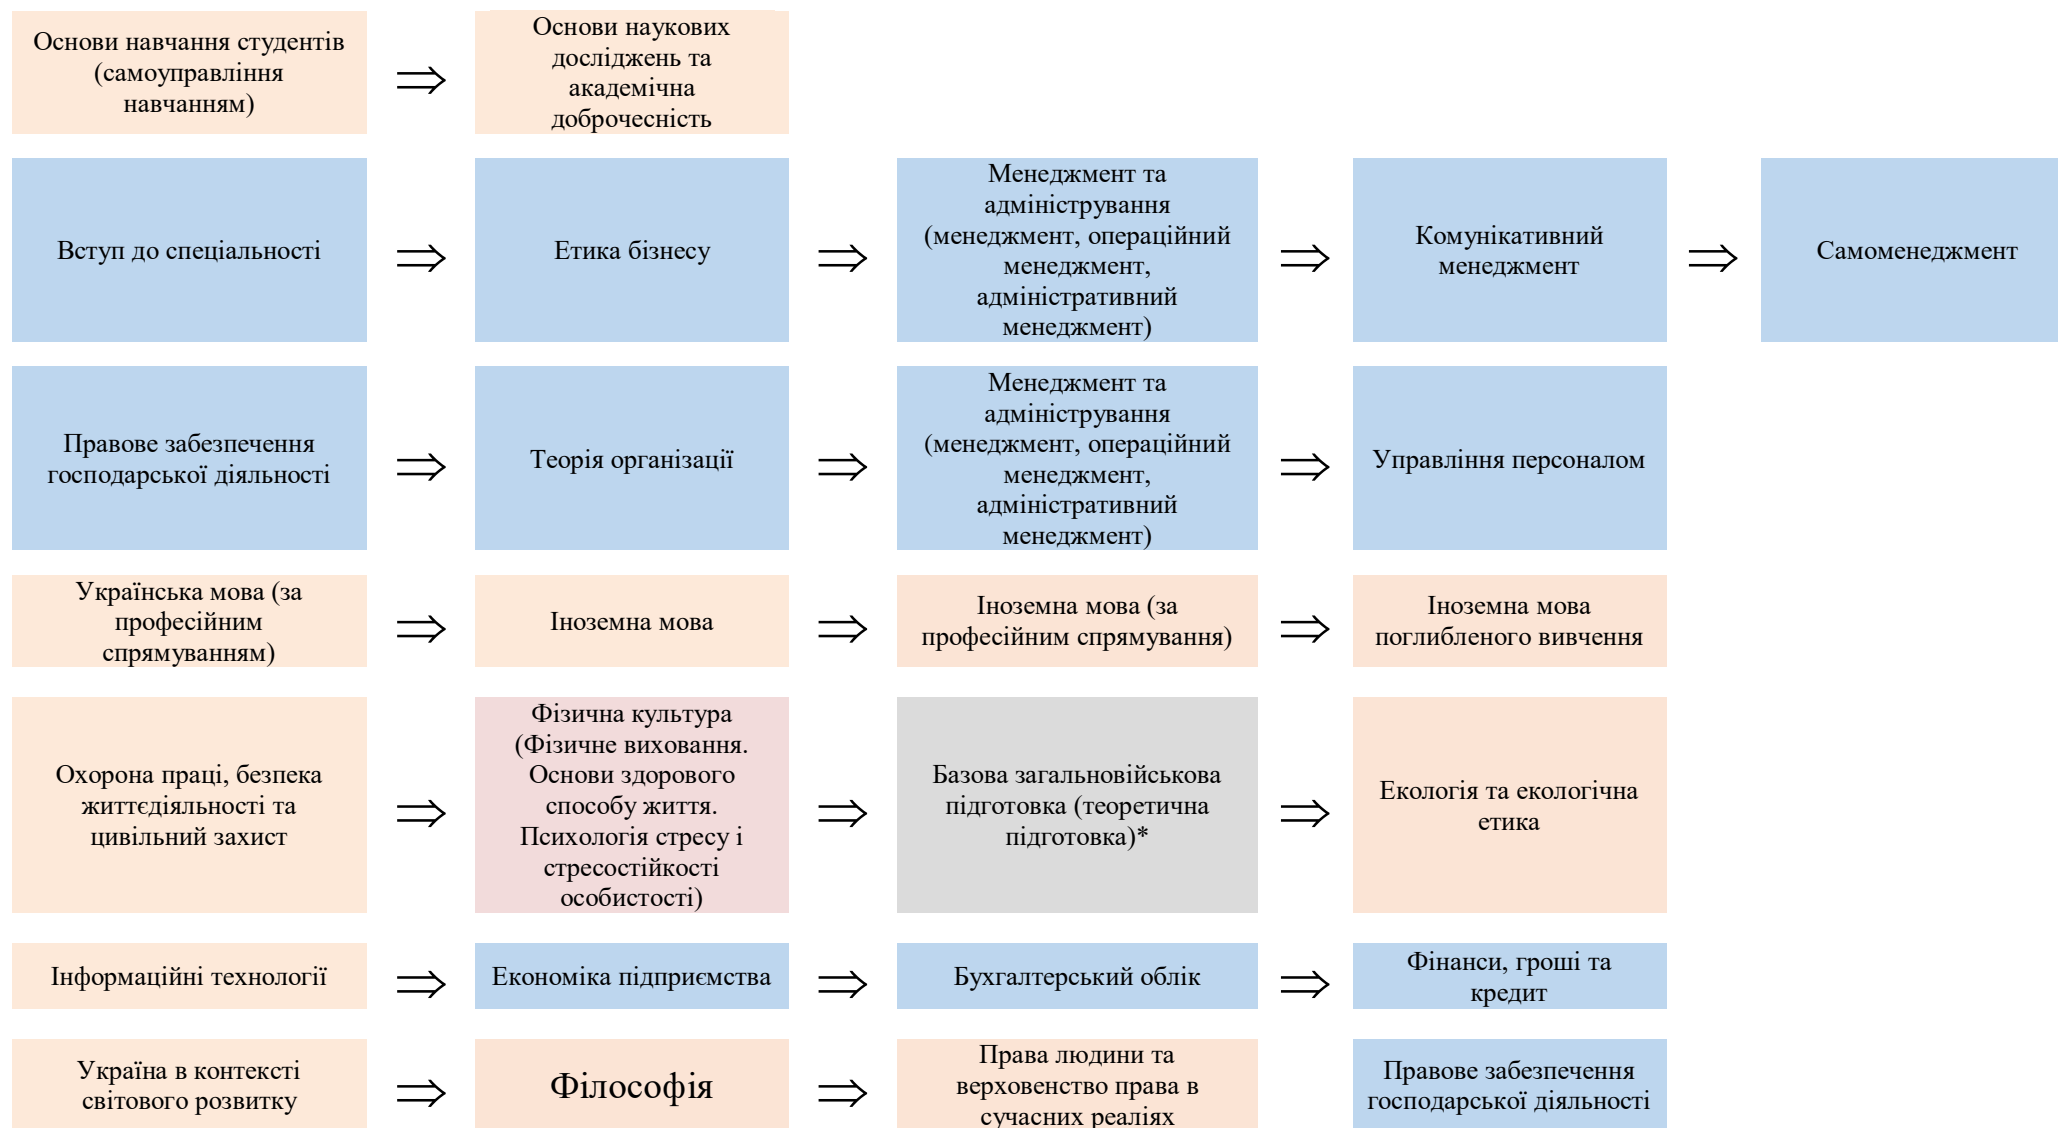 Основи навчання студентів
(самоуправління
навчанням)
⇒
Основи наукових
досліджень та
академічна
доброчесність
Вступ до спеціальності
⇒
Етика бізнесу
⇒
Менеджмент та
адміністрування
(менеджмент, операційний
менеджмент,
адміністративний
менеджмент)
⇒
Комунікативний
менеджмент
⇒
Самоменеджмент
Правове забезпечення
господарської діяльності
⇒
Теорія організації
⇒
Менеджмент та
адміністрування
(менеджмент, операційний
менеджмент,
адміністративний
менеджмент)
⇒
Управління персоналом
Українська мова (за
професійним
спрямуванням)
⇒
Іноземна мова
⇒
Іноземна мова (за
професійним спрямування)
⇒
Іноземна мова
поглибленого вивчення
Охорона праці, безпека
життєдіяльності та
цивільний захист
⇒
Фізична культура
(Фізичне виховання.
Основи здорового
способу життя.
Психологія стресу і
стресостійкості
особистості)
⇒
Базова загальновійськова
підготовка (теоретична
підготовка)*
⇒
Екологія та екологічна
етика
Інформаційні технології
⇒
Економіка підприємства
⇒
Бухгалтерський облік
⇒
Фінанси, гроші та
кредит
Україна в контексті
світового розвитку
⇒
Філософія
⇒
Права людини та
верховенство права в
сучасних реаліях
Правове забезпечення
господарської діяльності